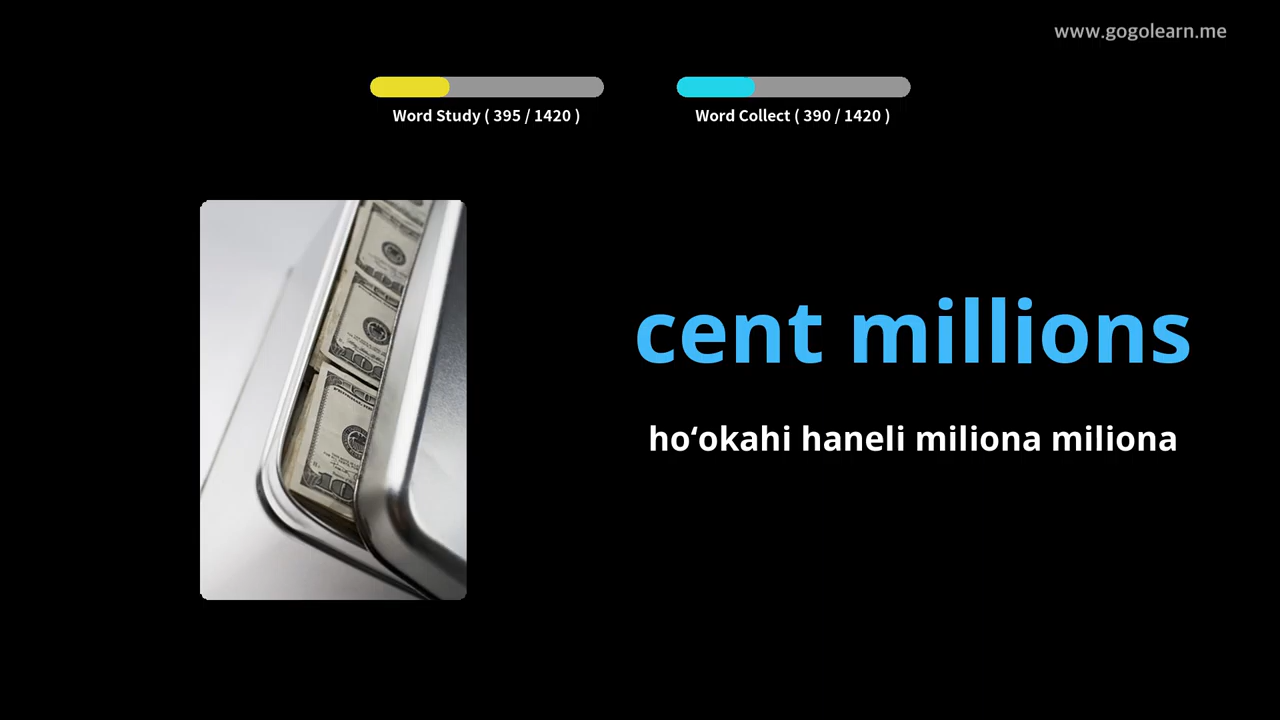 www.gogolearn.me
Word Study ( 395 / 1420 )
Word Collect ( 390 / 1420 )
cent millions
hoʻokahi haneli miliona miliona